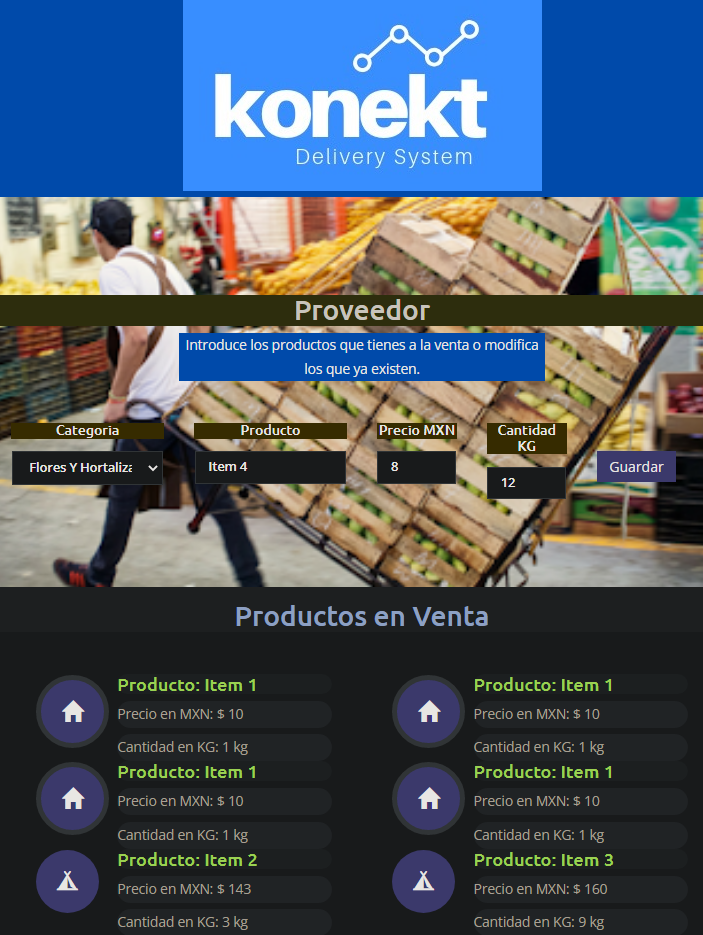 konekt
Delivery System
Proveedor
Introduce los productos que tienes a la venta o modifica
los que ya existen.
Categoria
Flores Y Hortaliza
Producto
Item 4
Precio MXN
8
Cantidad
KG
12
Guardar
Productos en Venta
Producto: Item 1
Precio en MXN: $ 10
Cantidad en KG: 1 kg
Producto: Item 1
Precio en MXN: $ 10
Cantidad en KG: 1 kg
Producto: Item 1
Precio en MXN: $ 10
Cantidad en KG: 1 kg
Producto: Item 1
Precio en MXN: $ 10
Cantidad en KG: 1 kg
Producto: Item 2
Precio en MXN: $ 143
Cantidad en KG: 3 kg
Producto: Item 3
Precio en MXN: $ 160
Cantidad en KG: 9 kg